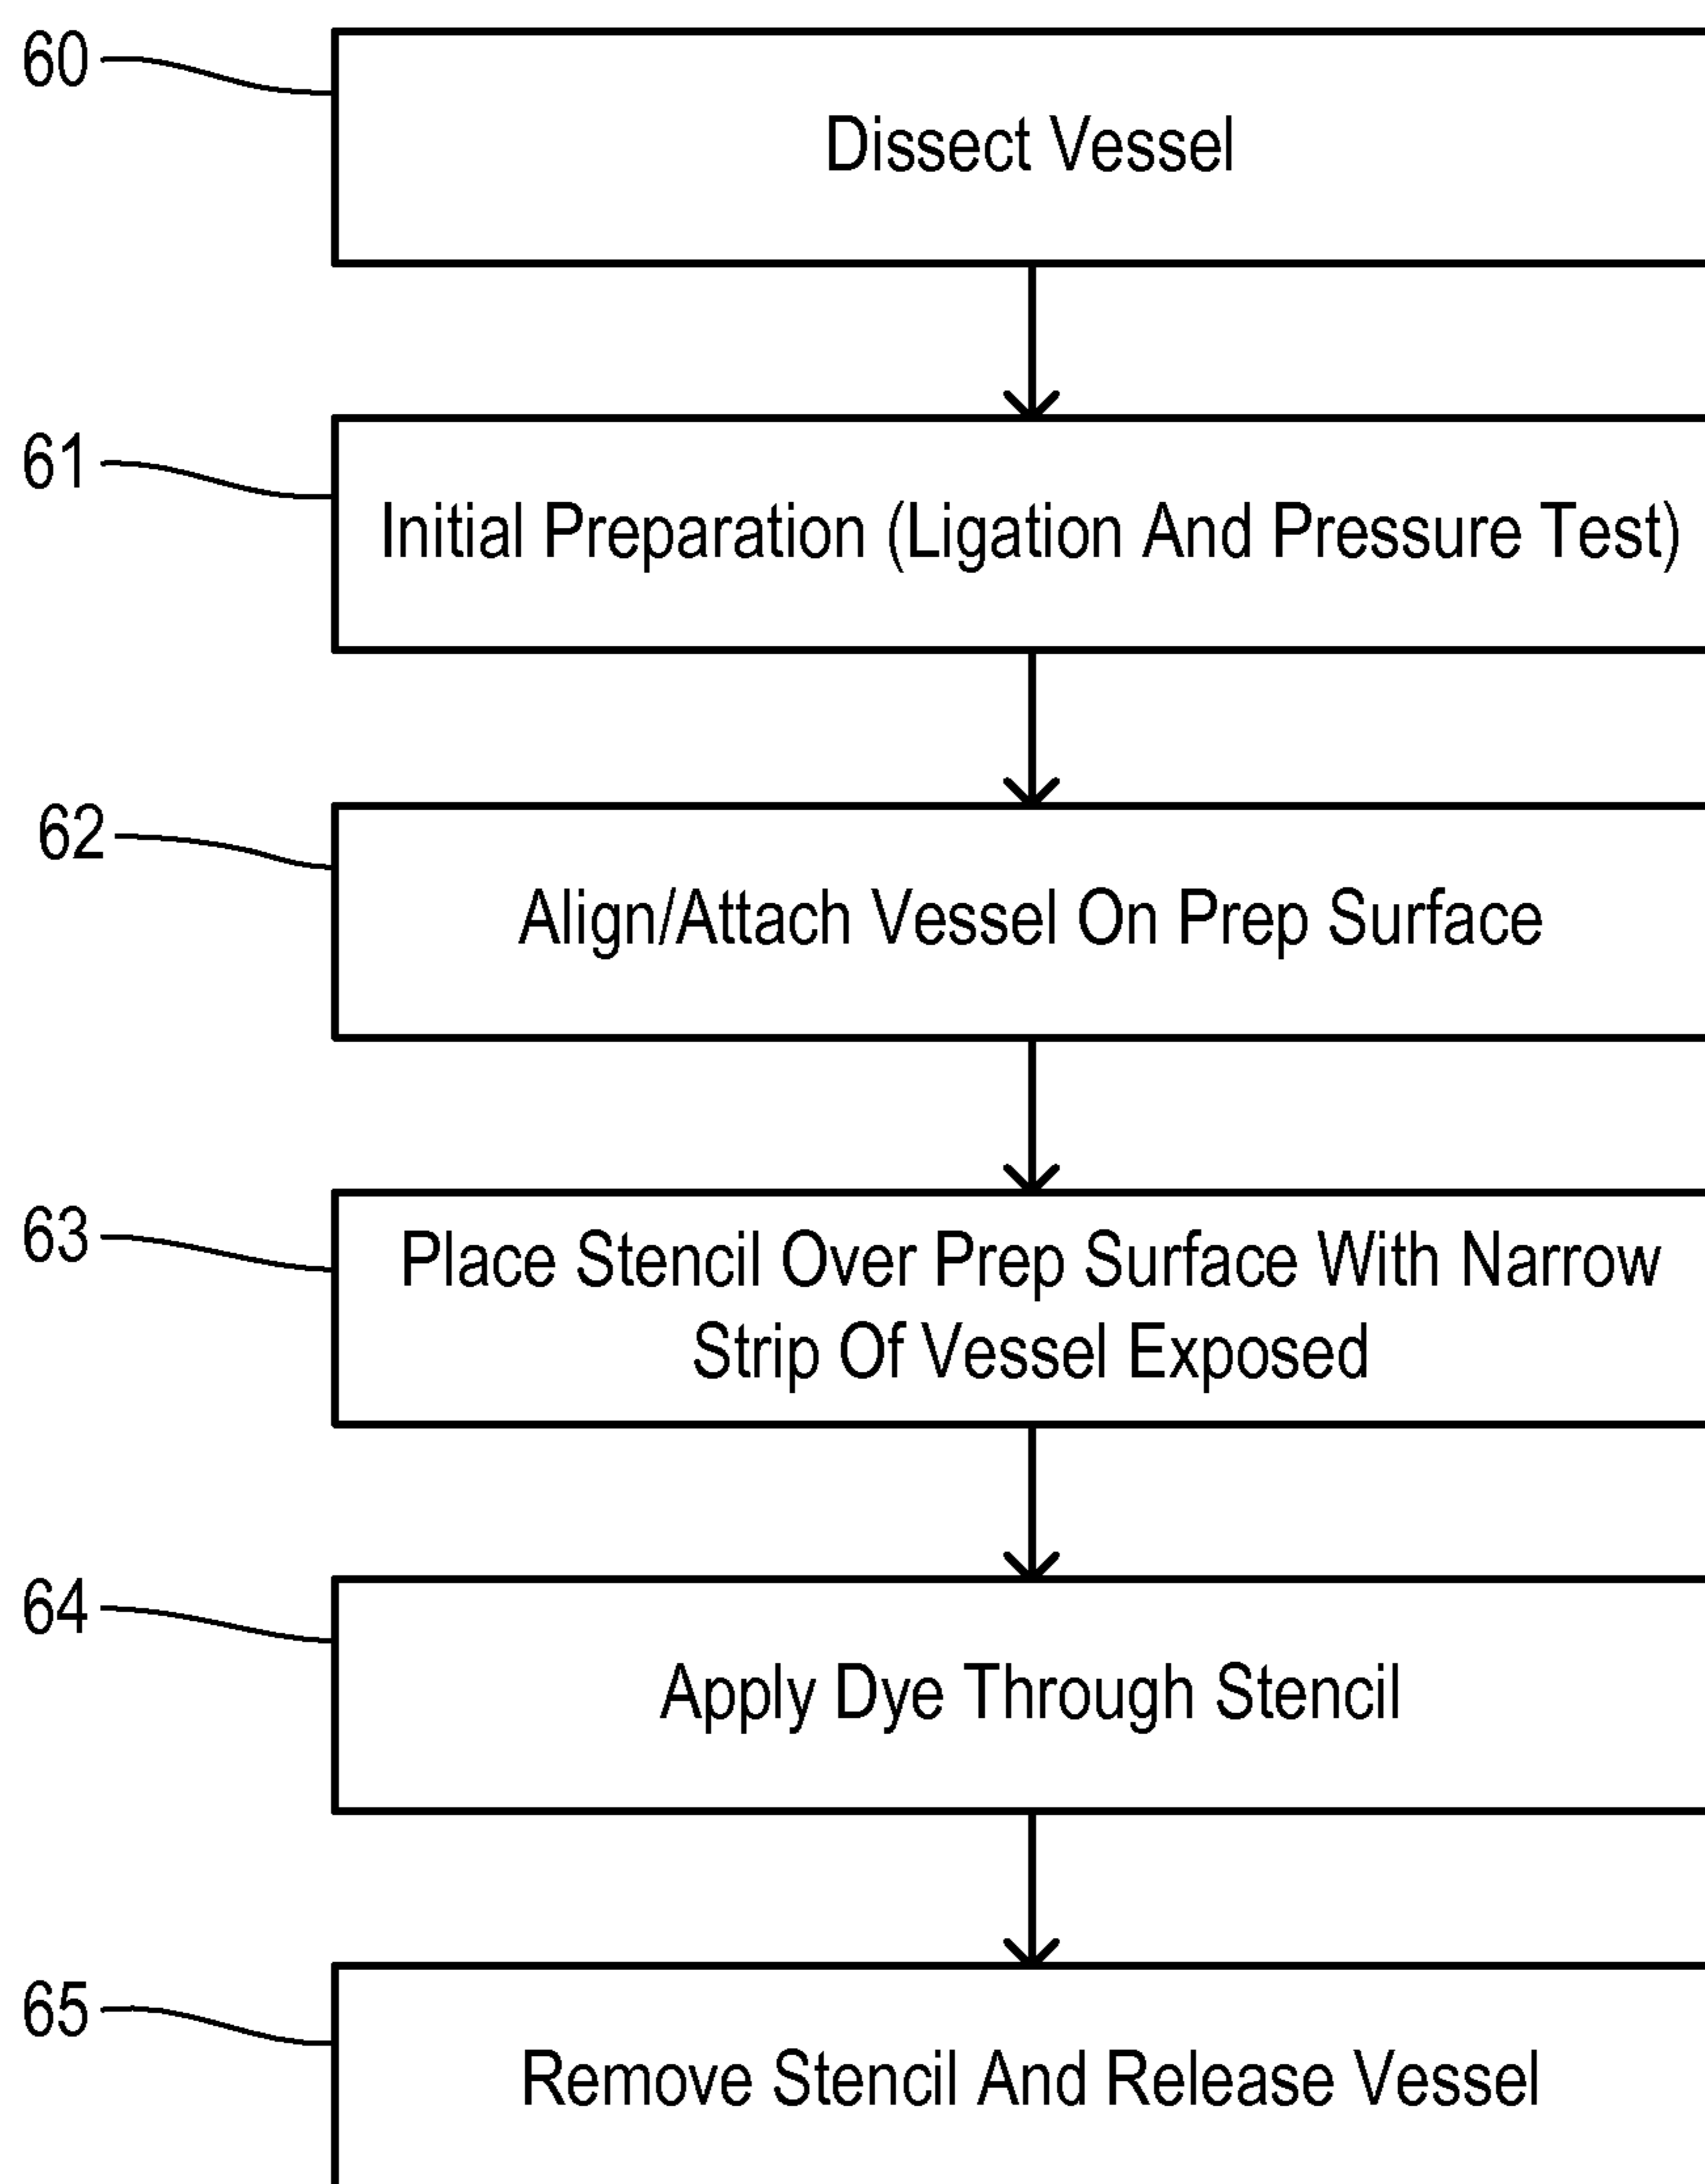 60
Dissect Vessel
61
Initial Preparation (Ligation And Pressure Test)
62
Align/Attach Vessel On Prep Surface
63
Place Stencil Over Prep Surface With Narrow
Strip Of Vessel Exposed
64
Apply Dye Through Stencil
65
Remove Stencil And Release Vessel